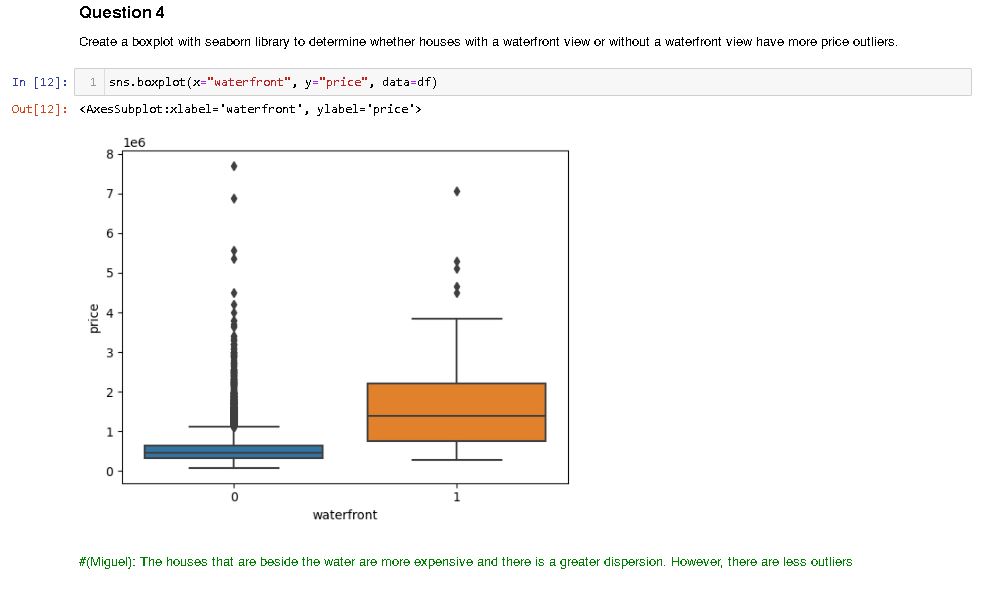 Question 4
Create a boxplot with seaborn library to determine whether houses with a waterfront view or without a waterfront view have more price outliers.
In [12]: 1 sns.boxplot(x="waterfront", y="price", data=df)
Out[12]: <AxesSubplot:xlabel='waterfront', ylabel='price'>
1e6
8
7
6
5
4
3
2
1
0
price
0 1
waterfront
#(Miguel): The houses that are beside the water are more expensive and there is a greater dispersion. However, there are less outliers